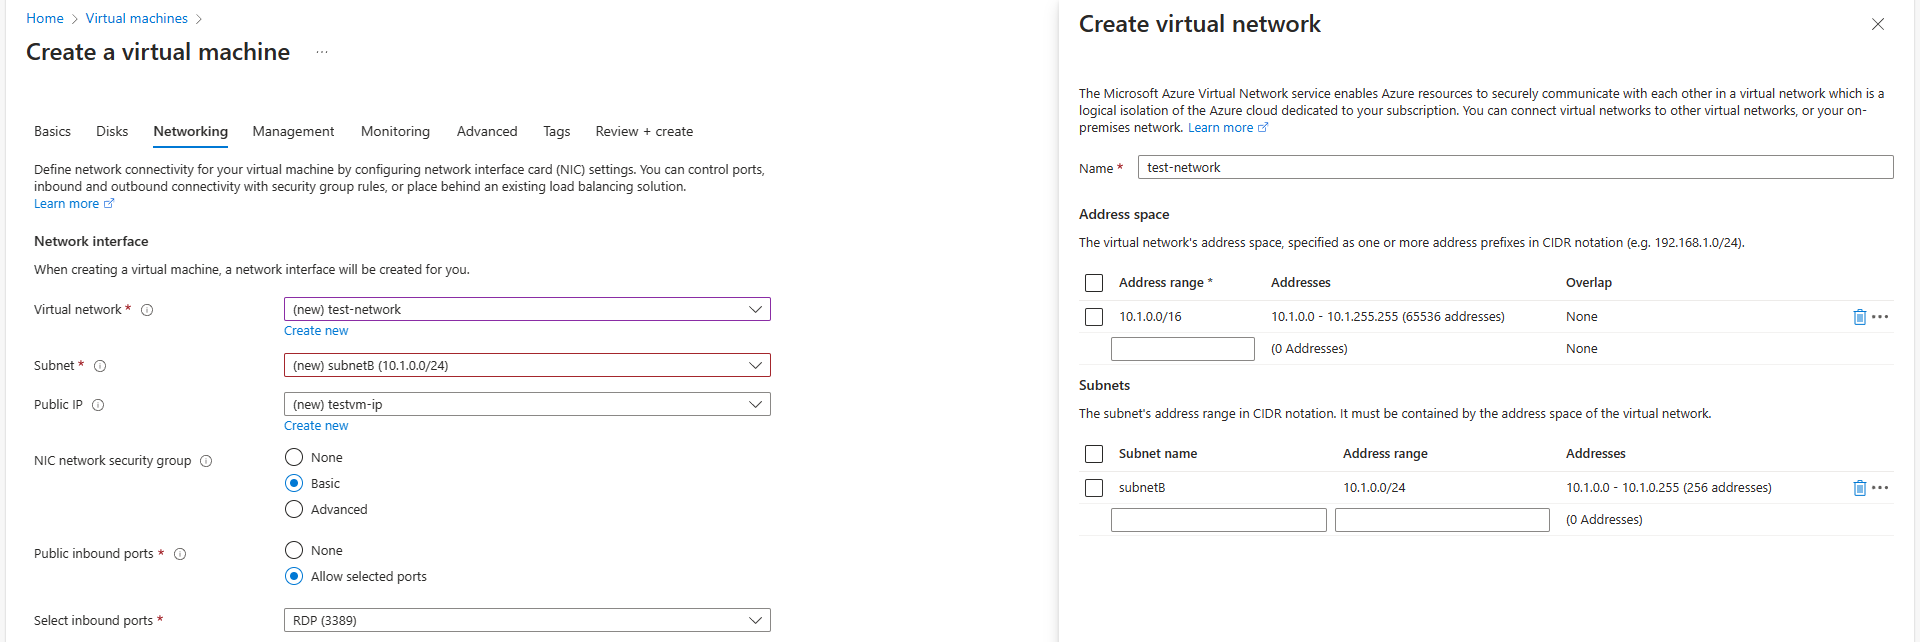 Home > Virtual machines >
Create a virtual machine ...
Basics Disks Networking Management Monitoring Advanced Tags Review + create
Define network connectivity for your virtual machine by configuring network interface card (NIC) settings. You can control ports,
inbound and outbound connectivity with security group rules, or place behind an existing load balancing solution.
Learn more
Network interface
When creating a virtual machine, a network interface will be created for you.
Virtual network * (new) test-network
Create new
Subnet * (new) subnetB (10.1.0.0/24)
Public IP (new) testvm-ip
Create new
NIC network security group
None
Basic
Advanced
Public inbound ports *
None
Allow selected ports
Select inbound ports * RDP (3389)
Create virtual network
The Microsoft Azure Virtual Network service enables Azure resources to securely communicate with each other in a virtual network which is a
logical isolation of the Azure cloud dedicated to your subscription. You can connect virtual networks to other virtual networks, or your on-
premises network. Learn more
Name * test-network
Address space
The virtual network's address space, specified as one or more address prefixes in CIDR notation (e.g. 192.168.1.0/24).
Address range * Addresses Overlap
10.1.0.0/16 10.1.0.0 - 10.1.255.255 (65536 addresses) None
(0 Addresses) None
Subnets
The subnet's address range in CIDR notation. It must be contained by the address space of the virtual network.
Subnet name Address range Addresses
subnetB 10.1.0.0/24 10.1.0.0 - 10.1.0.255 (256 addresses)
(0 Addresses)